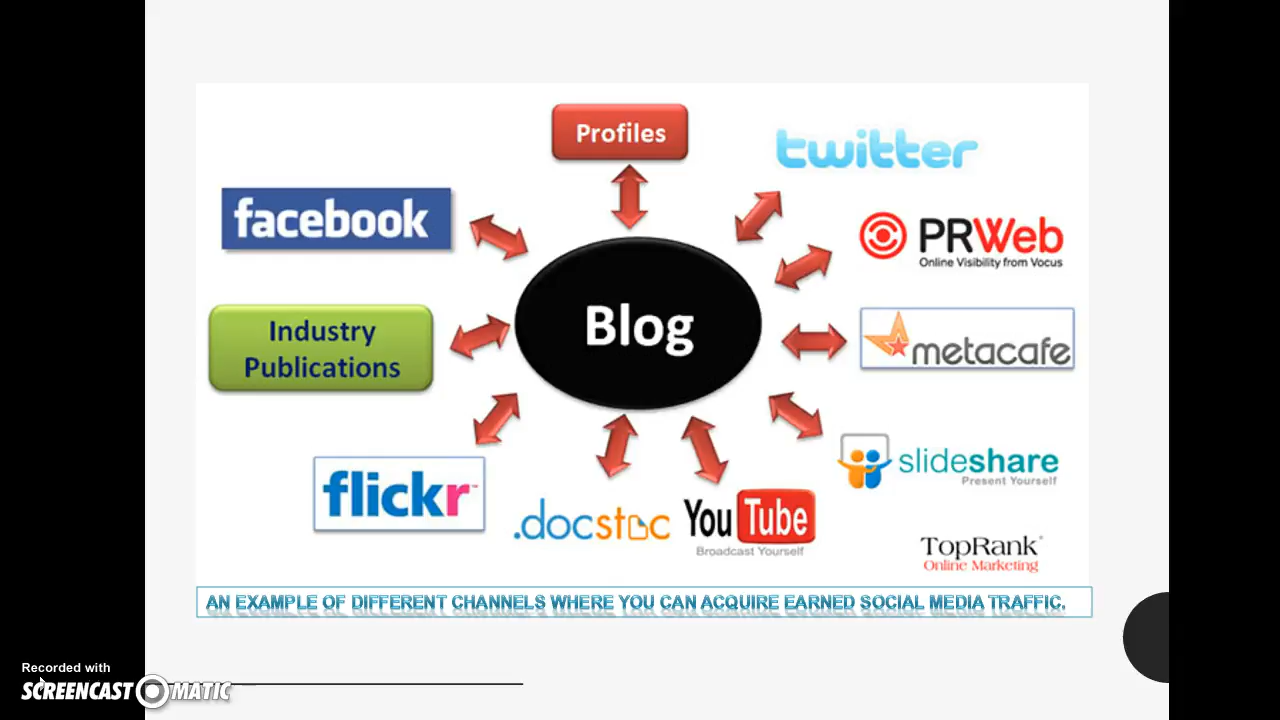 Profiles
twitter
facebook
PRWeb
Online Visibility from Vocus
Industry
Publications
Blog
metacafe
flickr™
.docstoc
YouTube
Broadcast Yourself
slideshare
Present Yourself
TopRank®
Online Marketing
AN EXAMPLE OF DIFFERENT CHANNELS WHERE YOU CAN ACQUIRE EARNED SOCIAL MEDIA TRAFFIC.
Recorded with
SCREENCAST-O-MATIC